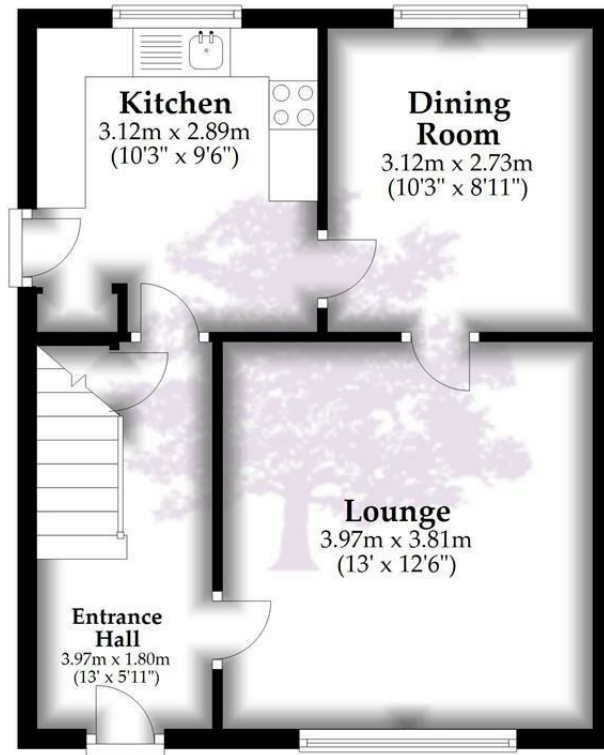 Kitchen
3.12m x 2.89m
(10'3" x 9'6")
Dining
Room
3.12m x 2.73m
(10'3" x 8'11")
Lounge
3.97m x 3.81m
(13' x 12'6")
Entrance
Hall
3.97m x 1.80m
(13' x 5'11")